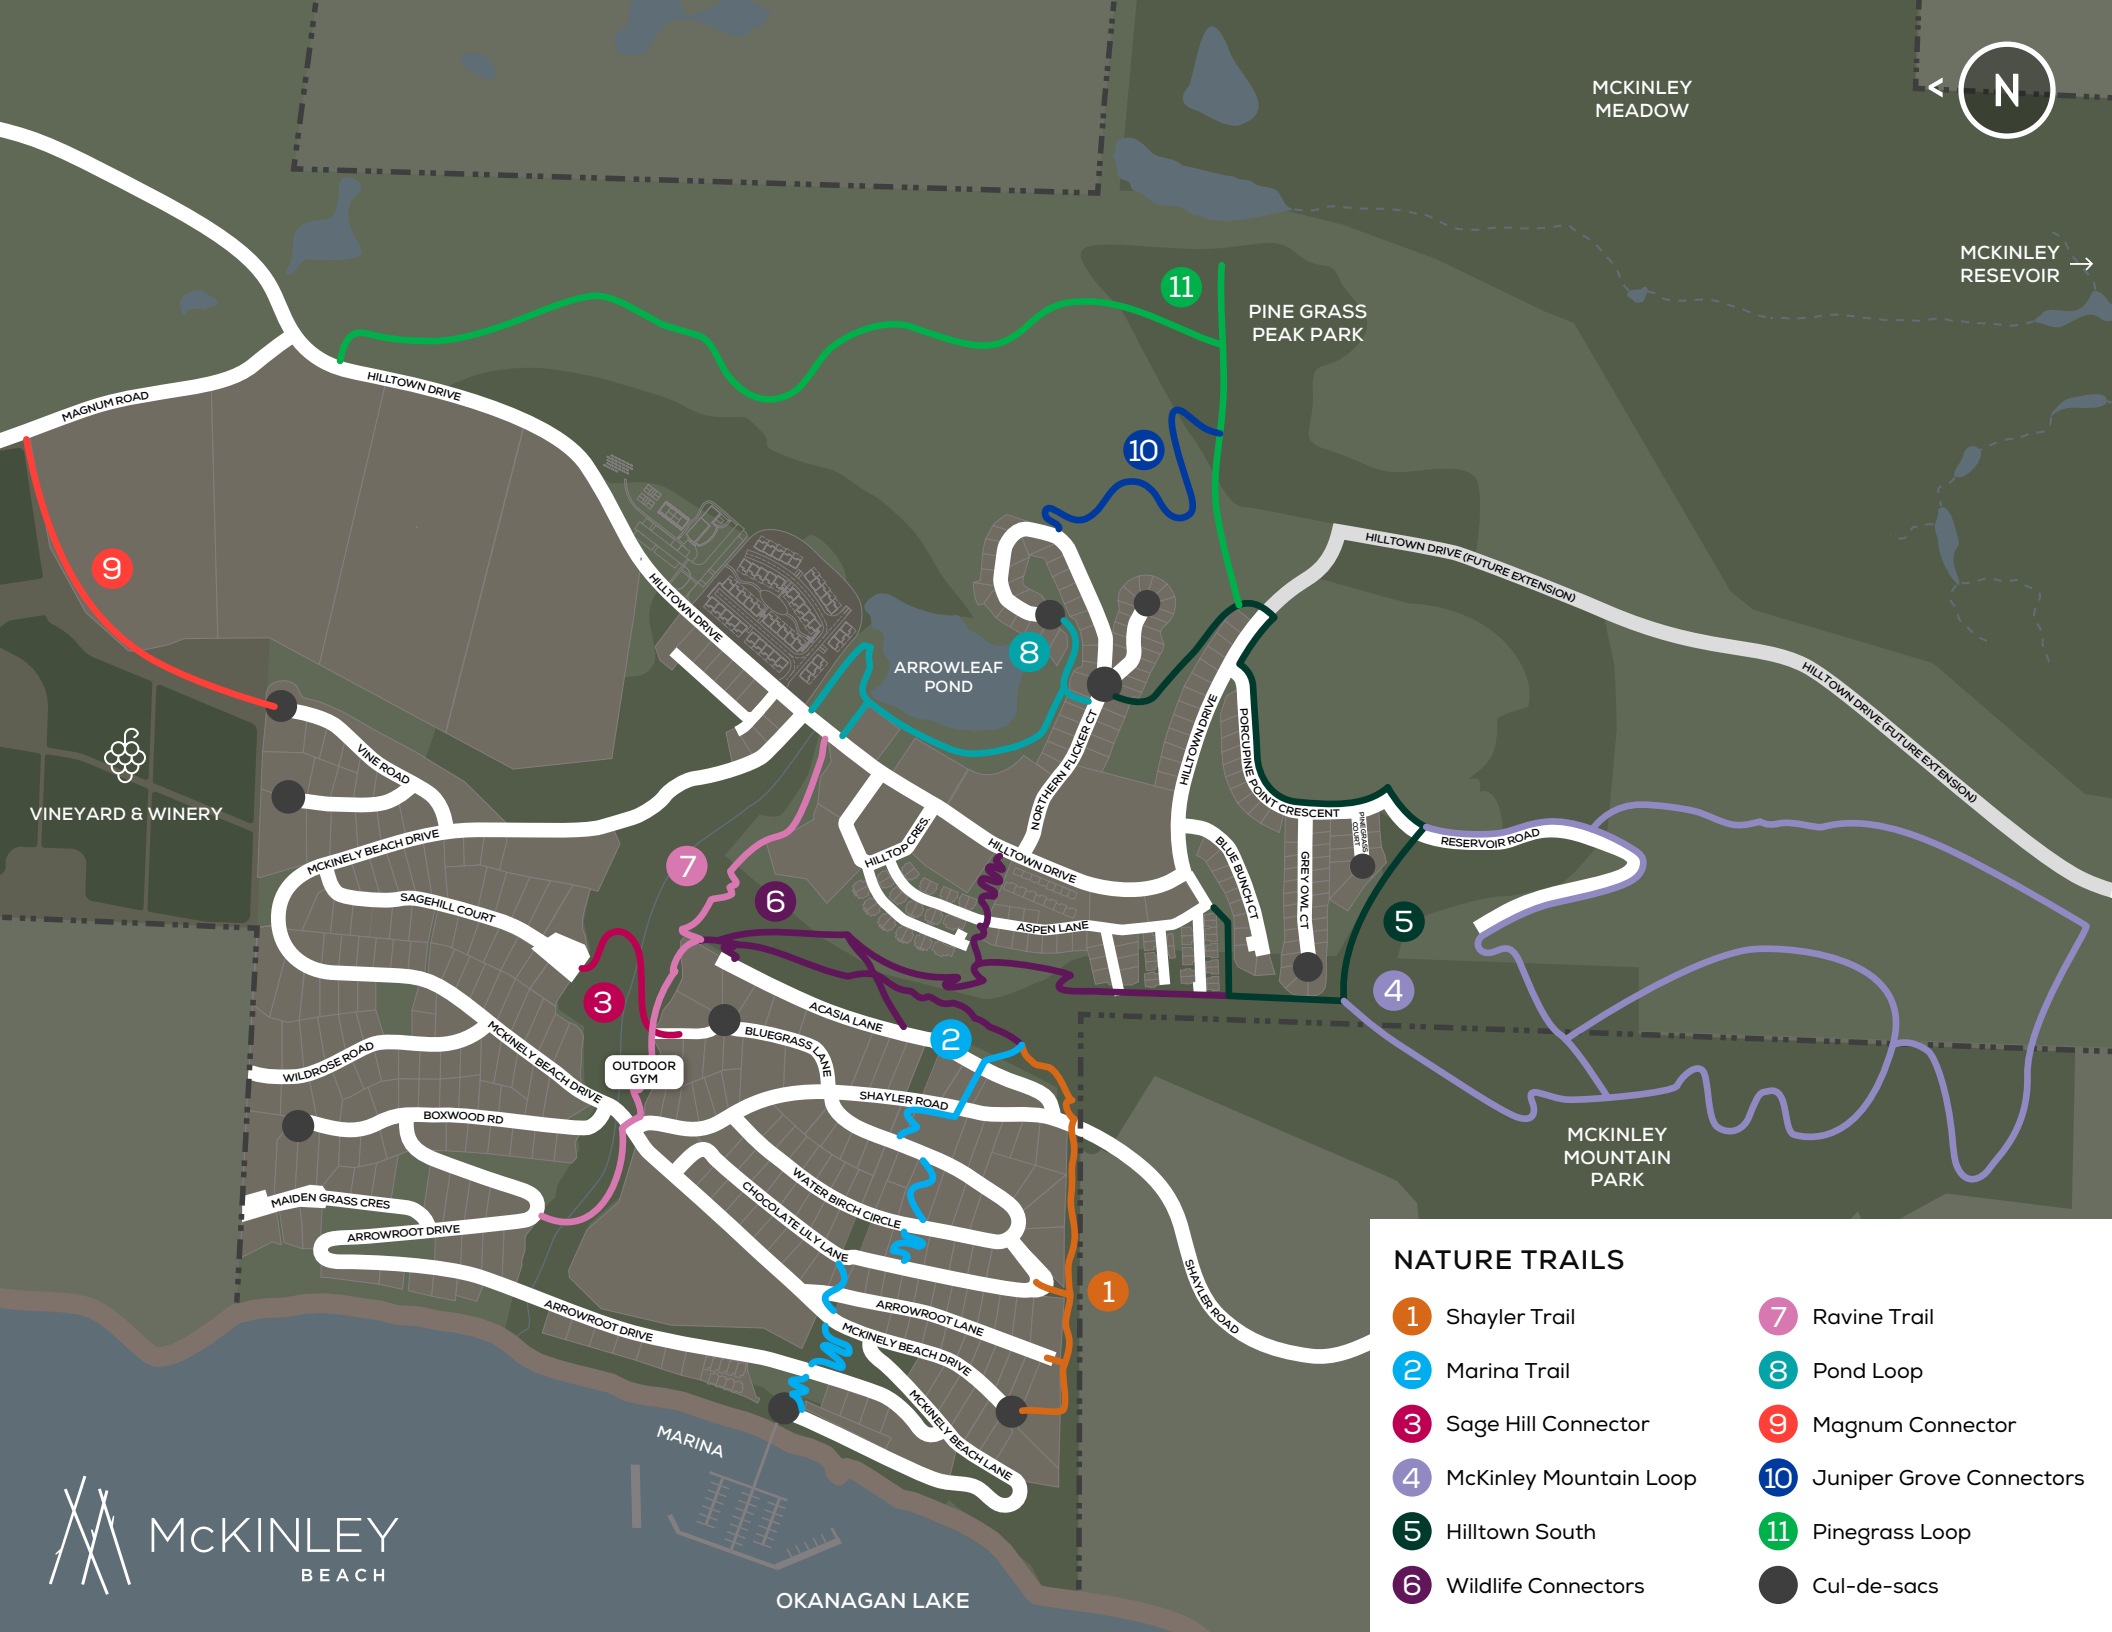 MCKINLEY
MEADOW
<
N
MCKINLEY
RESEVOIR
11
PINE GRASS
PEAK PARK
HILLTOWN DRIVE
MAGNUM ROAD
10
9
HILLTOWN DRIVE (FUTURE EXTENSION)
HILLTOWN DRIVE
8
ARROWLEAF
POND
HILLTOWN DRIVE (FUTURE EXTENSION)
NORTHERN FLICKER CT
HILLTOWN DRIVE
PORCUPINE POINT CRESCENT
VINE ROAD
VINEYARD & WINERY
MCKINELY BEACH DRIVE
7
HILLTOP CRES.
HILLTOWN DRIVE
BLUE BUNCH CT
GREY OWL CT
PINEGRASS
COURT
RESERVOIR ROAD
SAGEHILL COURT
6
ASPEN LANE
5
3
4
ACASIA LANE
2
BLUEGRASS LANE
MCKINELY BEACH DRIVE
WILDROSE ROAD
OUTDOOR
GYM
SHAYLER ROAD
BOXWOOD RD
MCKINLEY
MOUNTAIN
PARK
WATER BIRCH CIRCLE
CHOCOLATE LILY LANE
MAIDEN GRASS CRES
ARROWROOT DRIVE
1
SHAYLER ROAD
ARROWROOT DRIVE
ARROWROOT LANE
MCKINELY BEACH DRIVE
MCKINELY BEACH LANE
MARINA
McKINLEY
BEACH
OKANAGAN LAKE
NATURE TRAILS
1 Shayler Trail
2 Marina Trail
3 Sage Hill Connector
4 McKinley Mountain Loop
5 Hilltown South
6 Wildlife Connectors
7 Ravine Trail
8 Pond Loop
9 Magnum Connector
10 Juniper Grove Connectors
11 Pinegrass Loop
Cul-de-sacs